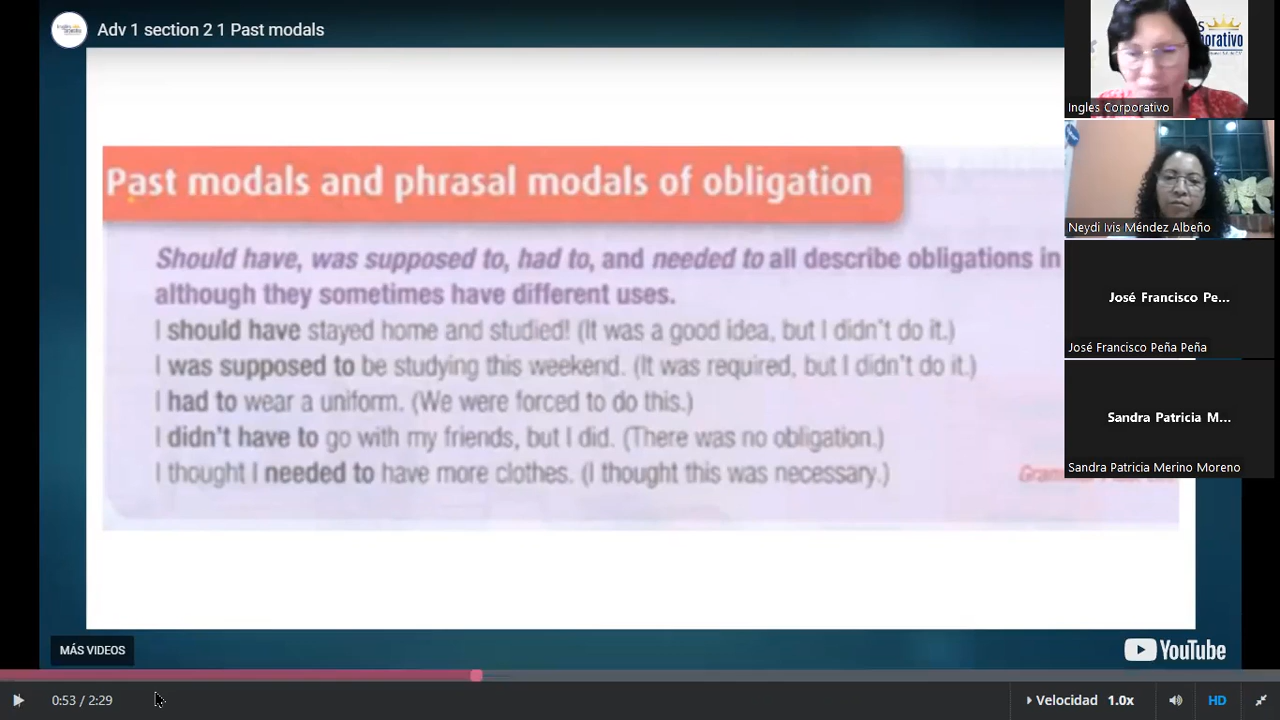 Adv 1 section 2 1 Past modals
Past modals and phrasal modals of obligation
Should have, was supposed to, had to, and needed to all describe obligations in
although they sometimes have different uses.
I should have stayed home and studied! (It was a good idea, but I didn't do it.)
I was supposed to be studying this weekend. (It was required, but I didn't do it.)
I had to wear a uniform. (We were forced to do this.)
I didn't have to go with my friends, but I did. (There was no obligation.)
I thought I needed to have more clothes. (I thought this was necessary.)
Ingles Corporativo
Neydi Ivis Méndez Albeño
José Francisco Pe...
José Francisco Peña Peña
Sandra Patricia M...
Sandra Patricia Merino Moreno
MÁS VIDEOS
YouTube
0:53 / 2:29
Velocidad 1.0x
HD